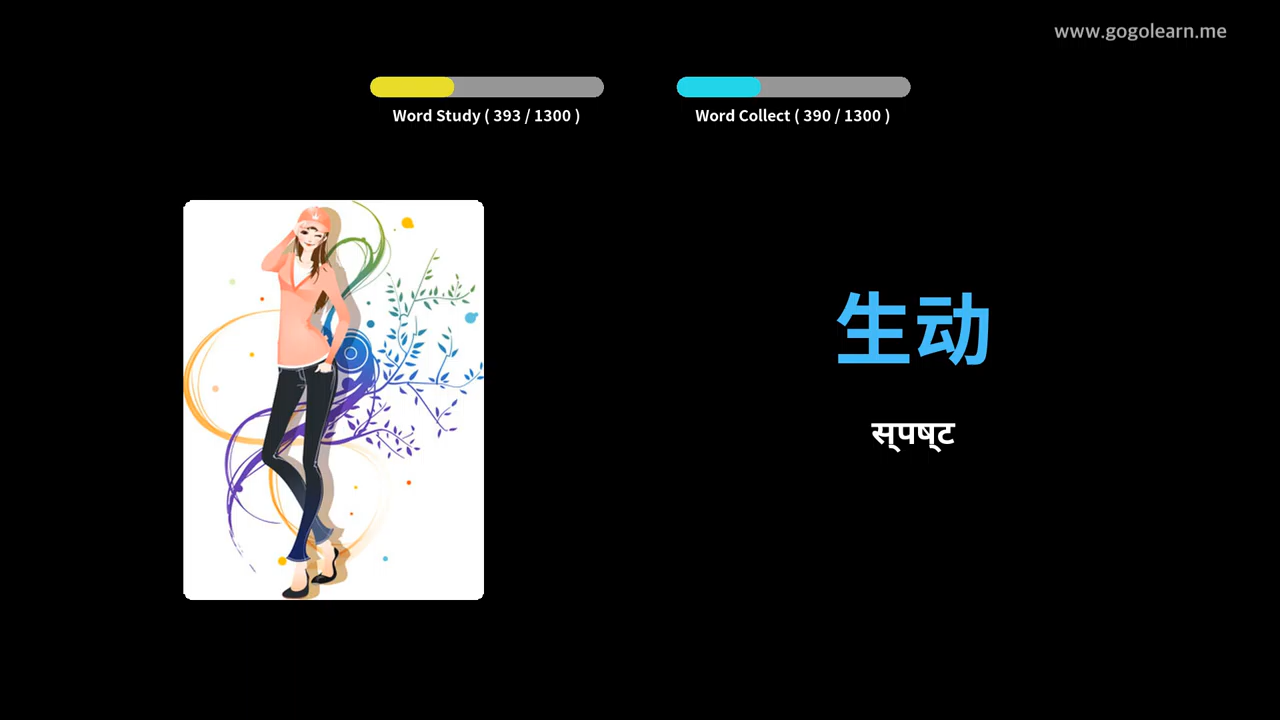 www.gogolearn.me
Word Study ( 393 / 1300 )
Word Collect ( 390 / 1300 )
生动
स्पष्ट